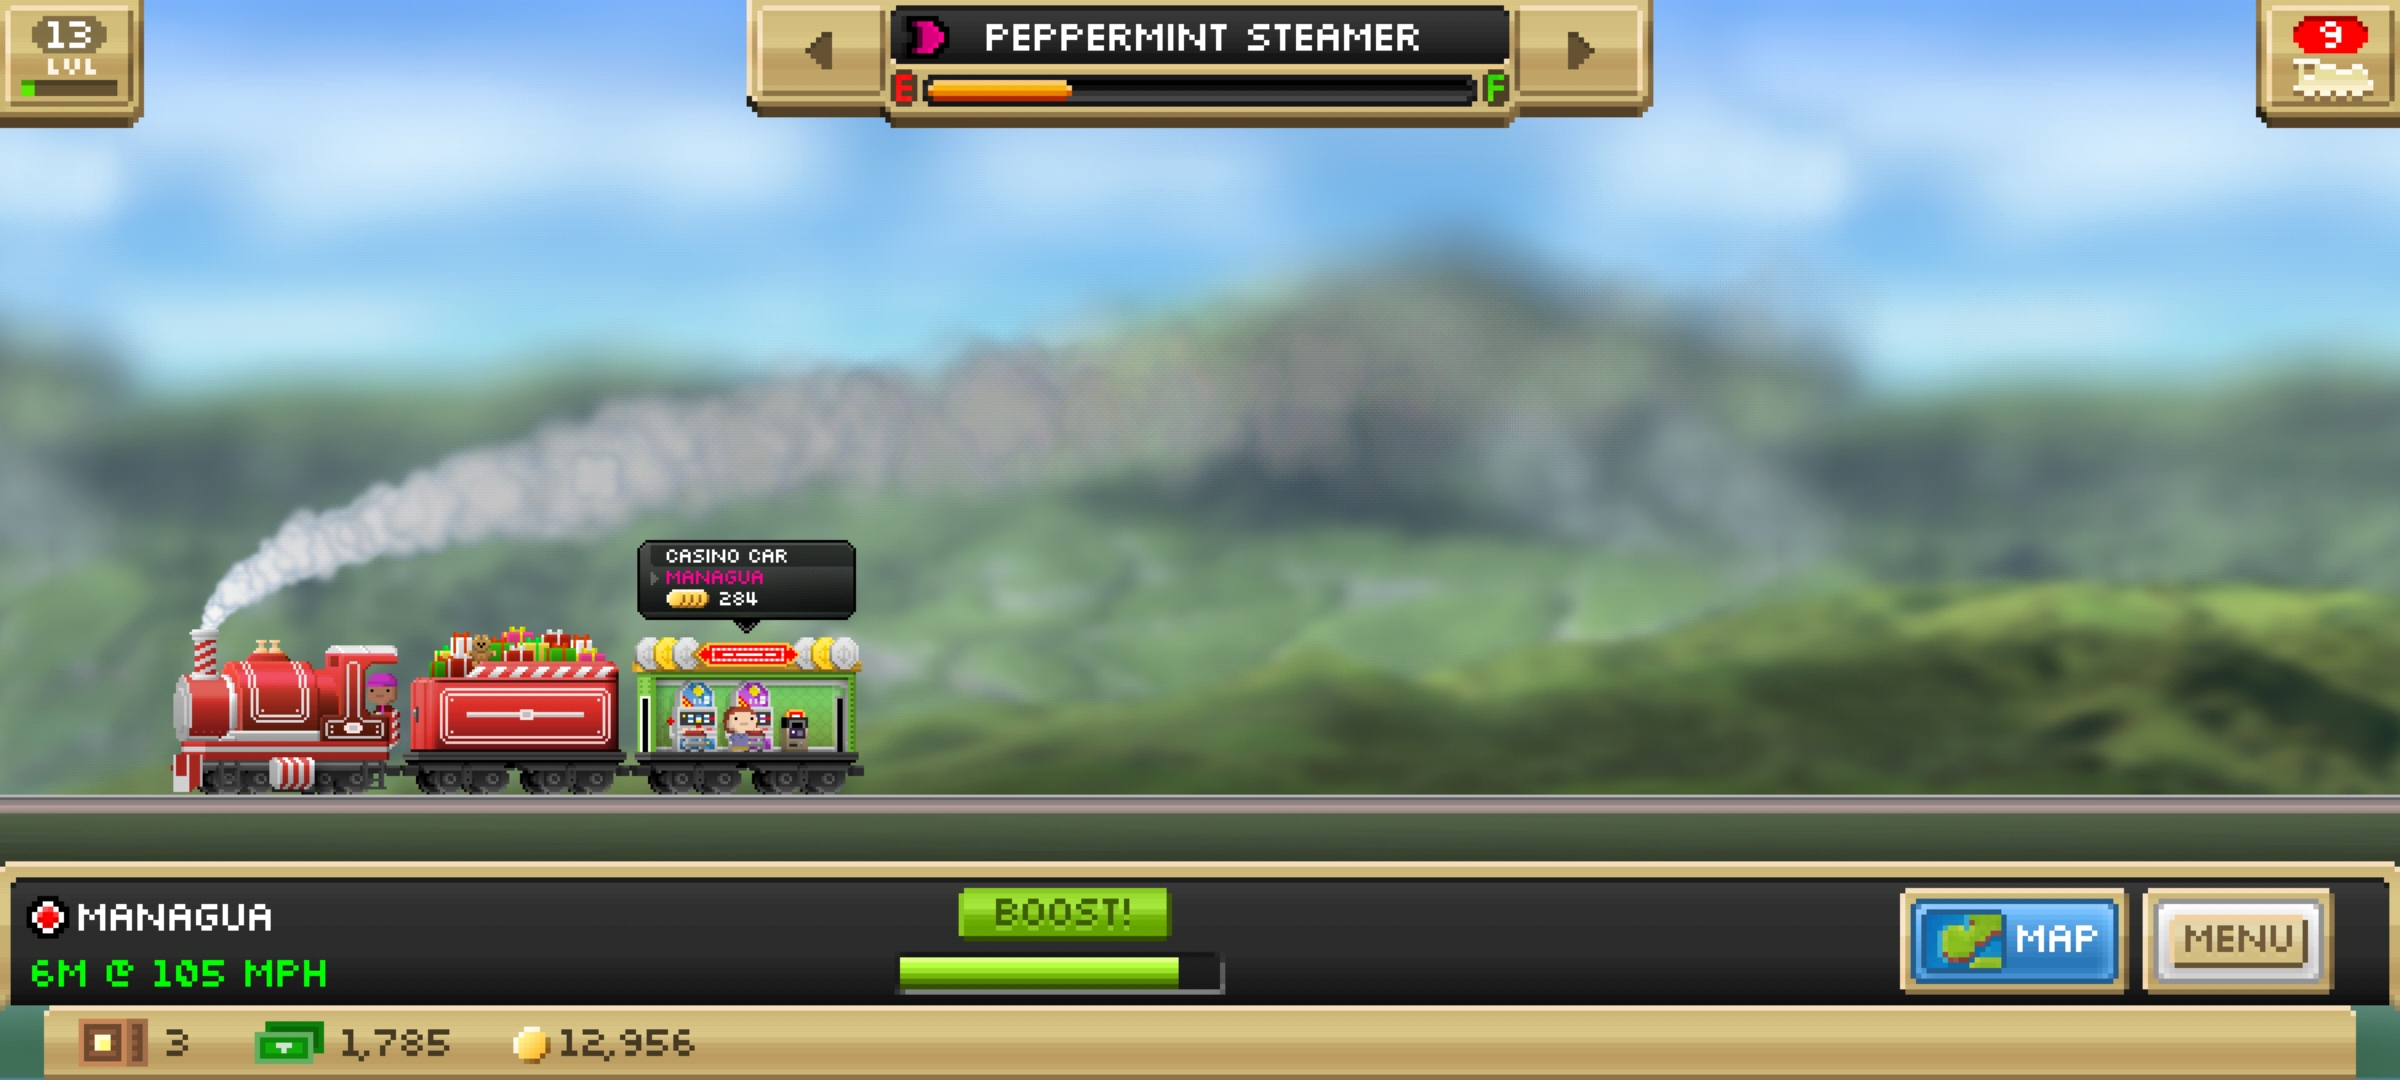 13
LVL
PEPPERMINT STEAMER
E F
9
CASINO CAR
MANAGUA
284
MANAGUA
6M @ 105 MPH
BOOST!
MAP
MENU
3 1,785 12,956